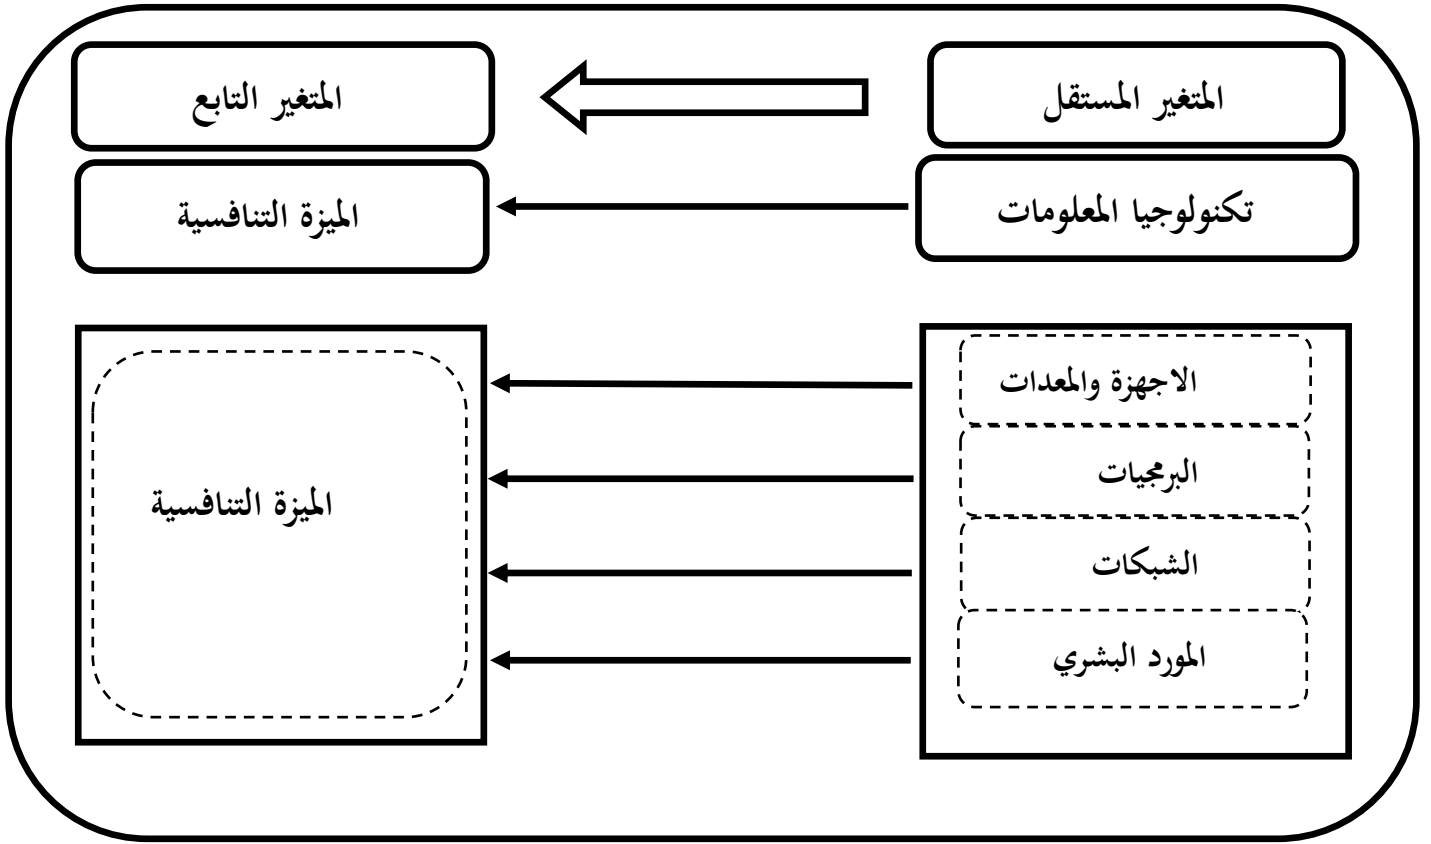 المتغير المستقل
المتغير التابع
تكنولوجيا المعلومات
الميزة التنافسية
الاجهزة والمعدات
البرمجيات
الشبكات
المورد البشري
الميزة التنافسية